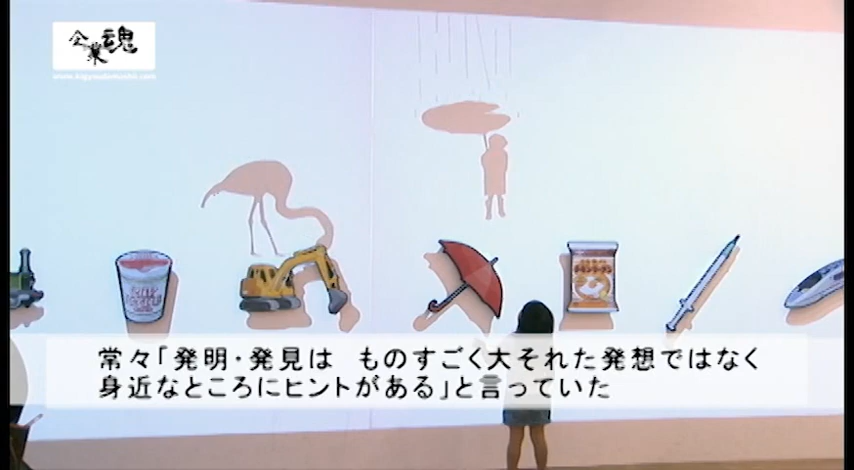 企業魂
常々「発明・発見は ものすごく大それた発想ではなく
身近なところにヒントがある」と言っていた